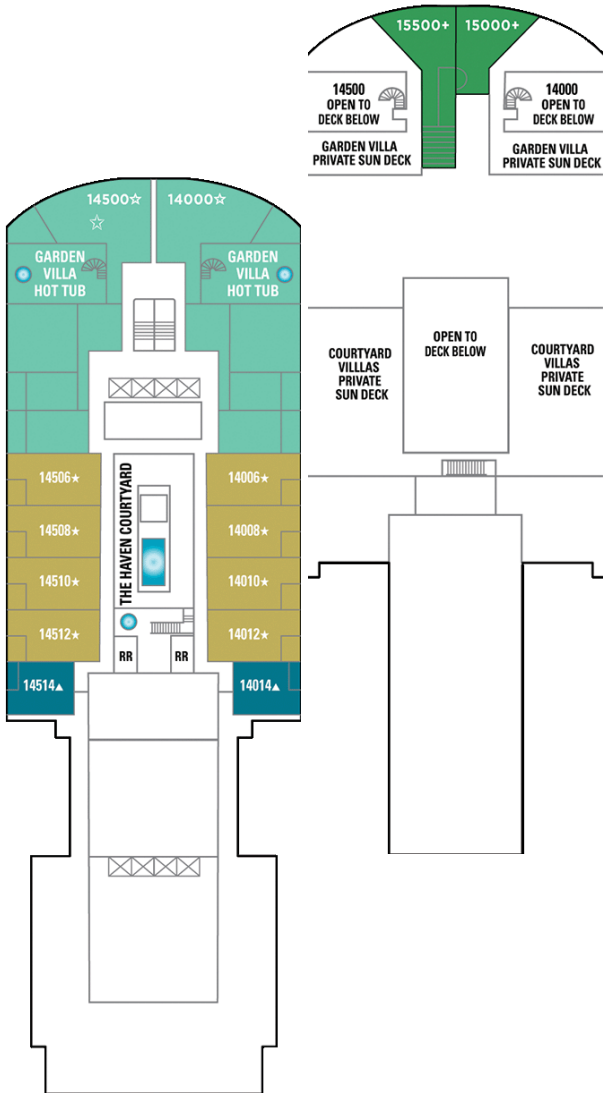 15500+ 15000+
14500
OPEN TO
DECK BELOW
14000
OPEN TO
DECK BELOW
GARDEN VILLA
PRIVATE SUN DECK
GARDEN VILLA
PRIVATE SUN DECK
14500☆ 14000☆
☆
GARDEN
VILLA
HOT TUB
GARDEN
VILLA
HOT TUB
COURTYARD
VILLLAS
PRIVATE
SUN DECK
OPEN TO
DECK BELOW
COURTYARD
VILLAS
PRIVATE
SUN DECK
14506★
14508★
14510★
14512★
14514▲
THE HAVEN COURTYARD
RR RR
14006★
14008★
14010★
14012★
14014▲